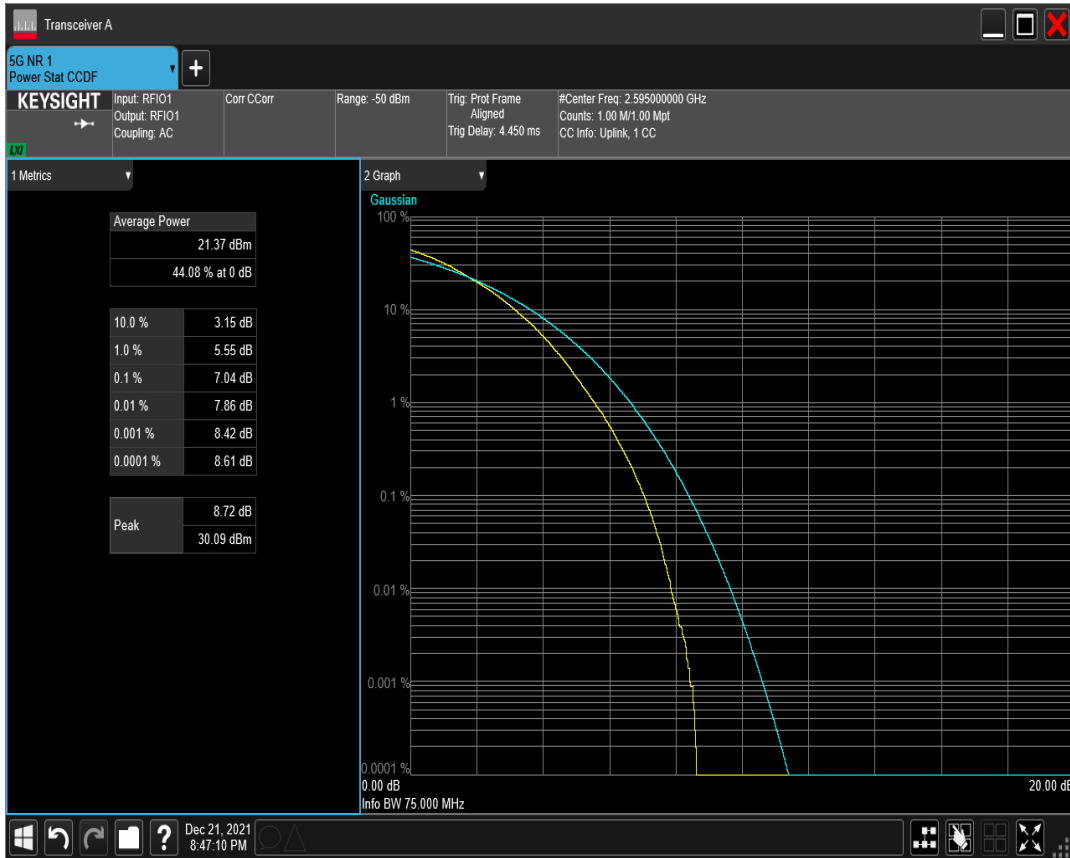 Transceiver A
5G NR 1
Power Stat CCDF
KEYSIGHT
LXI
Input: RFIO1
Output: RFIO1
Coupling: AC
Corr CCorr
Range: -50 dBm
Trig: Prot Frame
Aligned
Trig Delay: 4.450 ms
#Center Freq: 2.595000000 GHz
Counts: 1.00 M/1.00 Mpt
CC Info: Uplink, 1 CC
1 Metrics
Average Power
21.37 dBm
44.08 % at 0 dB
10.0 % 3.15 dB
1.0 % 5.55 dB
0.1 % 7.04 dB
0.01 % 7.86 dB
0.001 % 8.42 dB
0.0001 % 8.61 dB
Peak
8.72 dB
30.09 dBm
2 Graph
Gaussian
100 %
10 %
1 %
0.1 %
0.01 %
0.001 %
0.0001 %
0.00 dB
20.00 dB
Info BW 75.000 MHz
?
Dec 21, 2021
8:47:10 PM